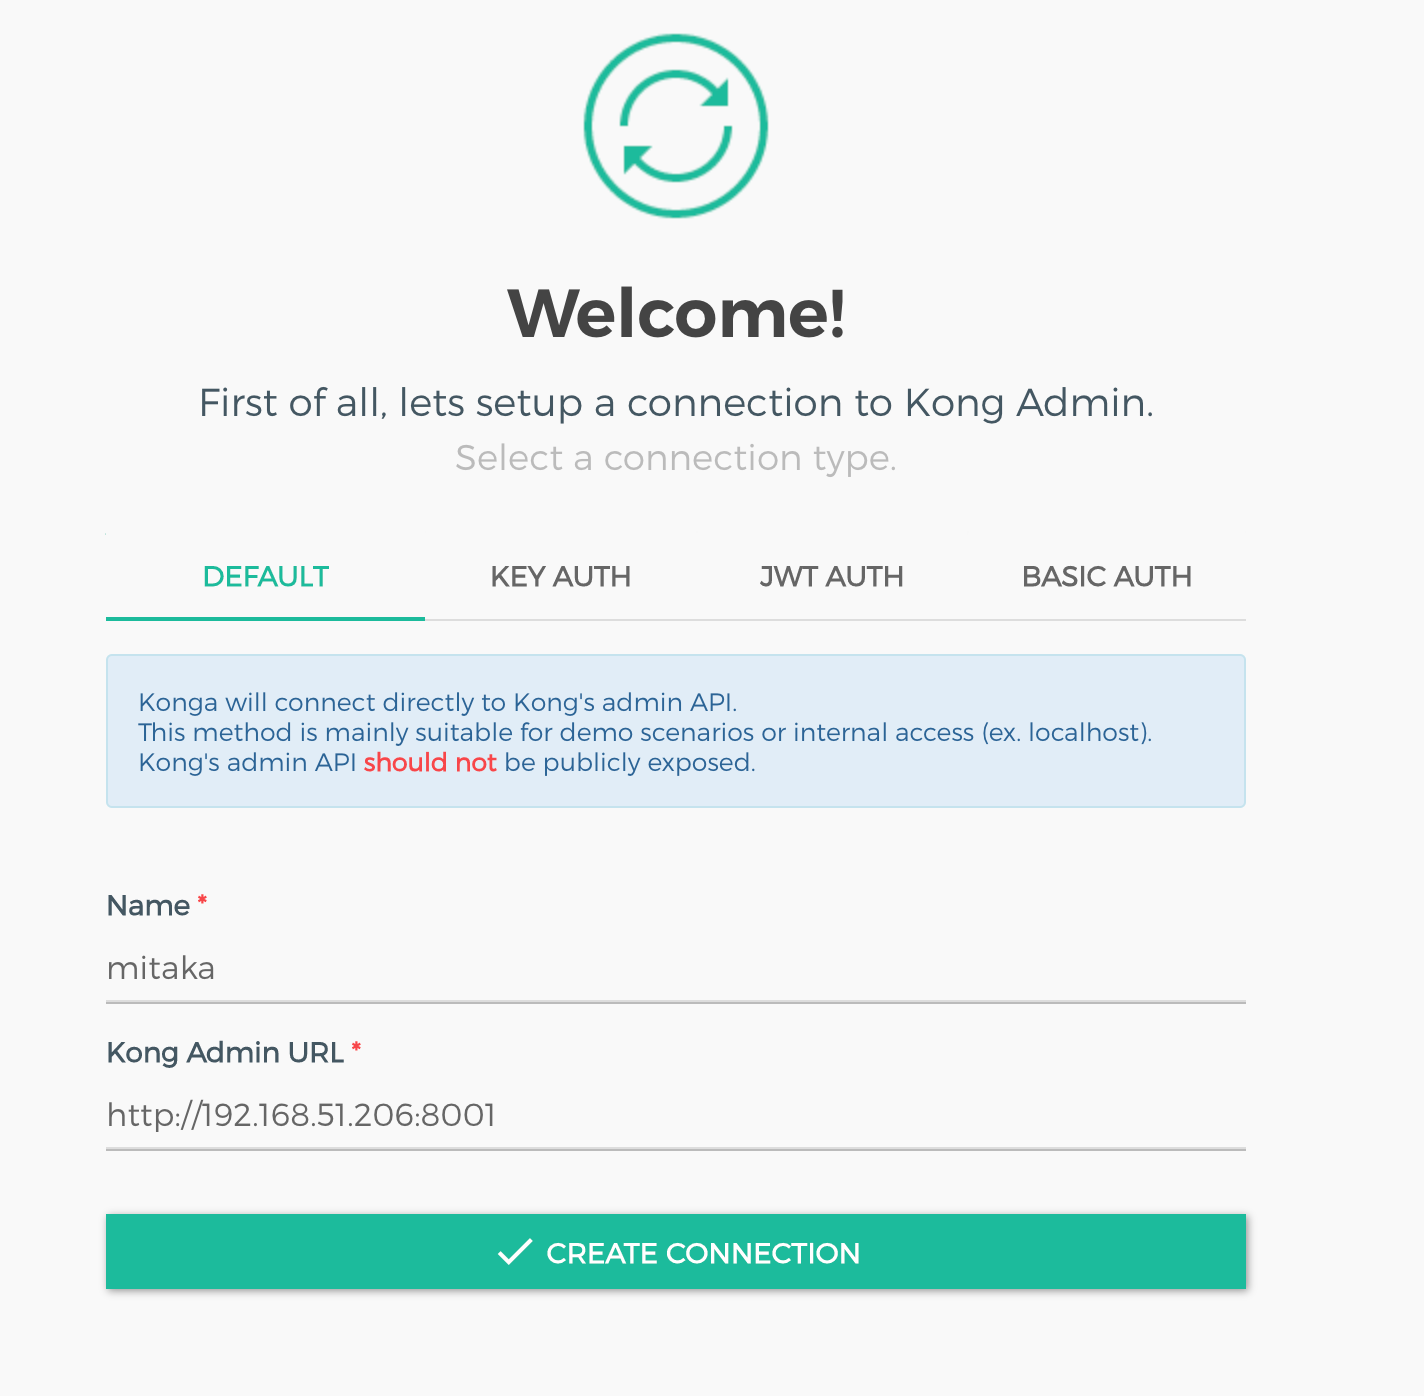 Welcome!
First of all, lets setup a connection to Kong Admin.
Select a connection type.
DEFAULT KEY AUTH JWT AUTH BASIC AUTH
Konga will connect directly to Kong's admin API.
This method is mainly suitable for demo scenarios or internal access (ex. localhost).
Kong's admin API should not be publicly exposed.
Name *
mitaka
Kong Admin URL *
http://192.168.51.206:8001
CREATE CONNECTION